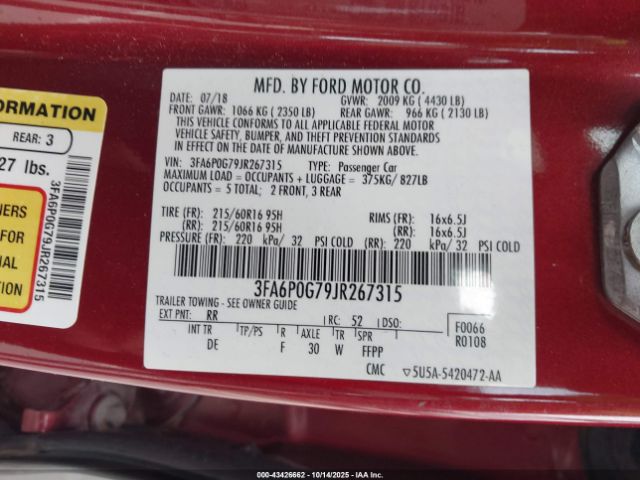 ORMATION
REAR: 3
27 lbs.
NERS
FOR
IAL
ION
3FA6P0G79JR267315
MFD. BY FORD MOTOR CO.
DATE: 07/18 GVWR: 2009 KG ( 4430 LB)
FRONT GAWR: 1066 KG ( 2350 LB) REAR GAWR: 966 KG ( 2130 LB)
THIS VEHICLE CONFORMS TO ALL APPLICABLE FEDERAL MOTOR
VEHICLE SAFETY, BUMPER, AND THEFT PREVENTION STANDARDS
IN EFFECT ON THE DATE OF MANUFACTURE SHOWN ABOVE.
VIN: 3FA6P0G79JR267315 TYPE: Passenger Car
MAXIMUM LOAD = OCCUPANTS + LUGGAGE = 375KG/ 827LB
OCCUPANTS = 5 TOTAL; 2 FRONT, 3 REAR
TIRE (FR): 215/60R16 95H RIMS (FR): 16x6.5J
(RR): 215/60R16 95H (RR): 16x6.5J
PRESSURE (FR): 220 kPa/ 32 PSI COLD (RR): 220 kPa/ 32 PSI COLD
3FA6P0G79JR267315
TRAILER TOWING - SEE OWNER GUIDE
EXT PNT: RR RC: 52 DSO: F0066
INT TR TP/PS R AXLE TR SPR R0108
DE F 30 W FFPP
CMC 5U5A-5420472-AA
000-43426662 - 10/14/2025 - www.iaai.com